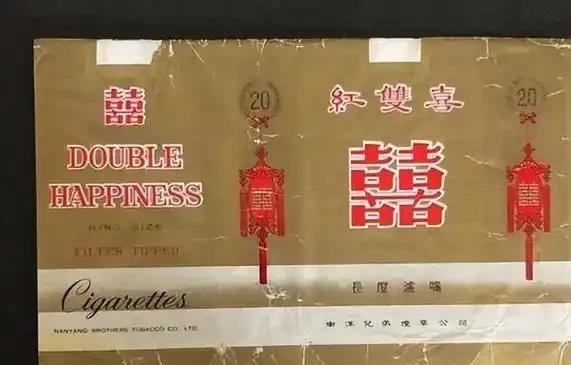 囍
DOUBLE
HAPPINESS
KING SIZE
FILTER TIPPED
Cigarettes
NANYANG BROTHERS TOBACCO CO., LTD.
20
紅雙喜
囍
長度濾嘴
南洋兄弟煙草公司
20